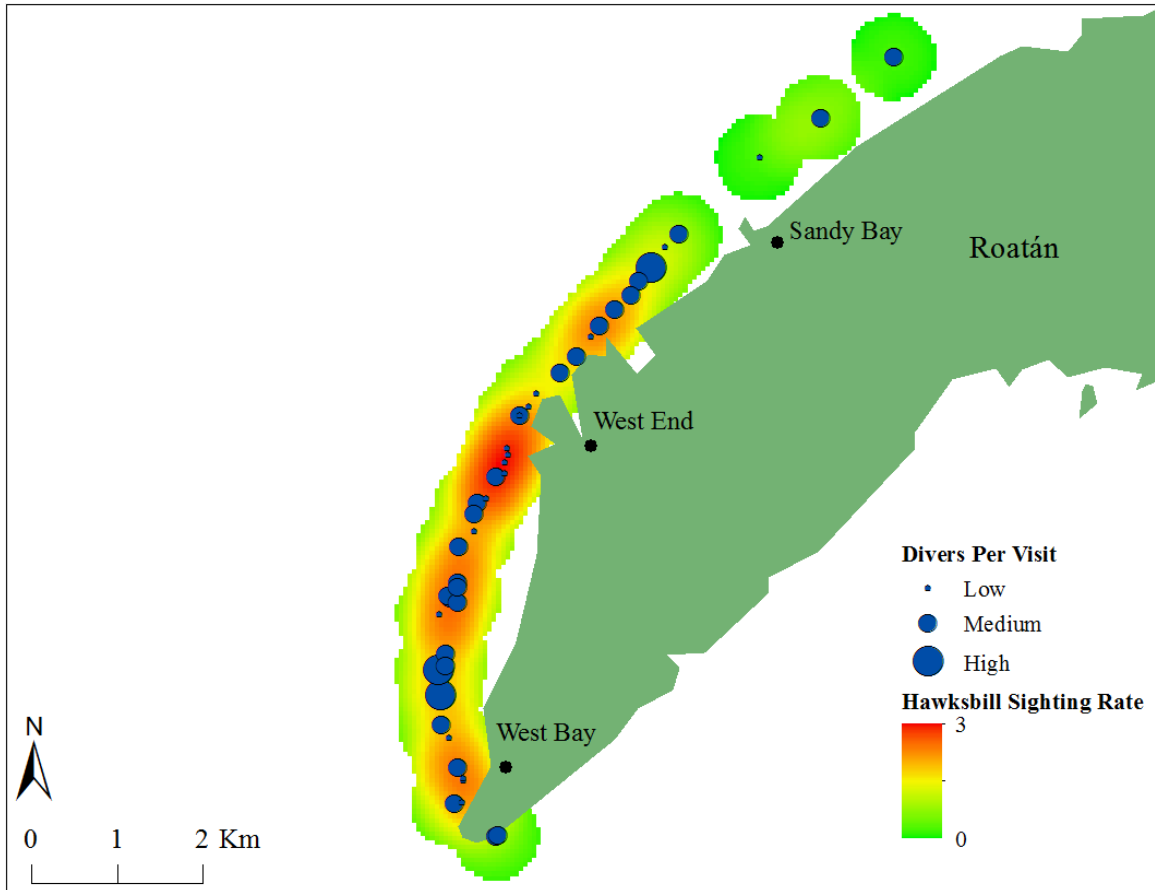 Sandy Bay
Roatán
West End
Divers Per Visit
Low
Medium
High
Hawksbill Sighting Rate
3
0
West Bay
N
0 1 2 Km